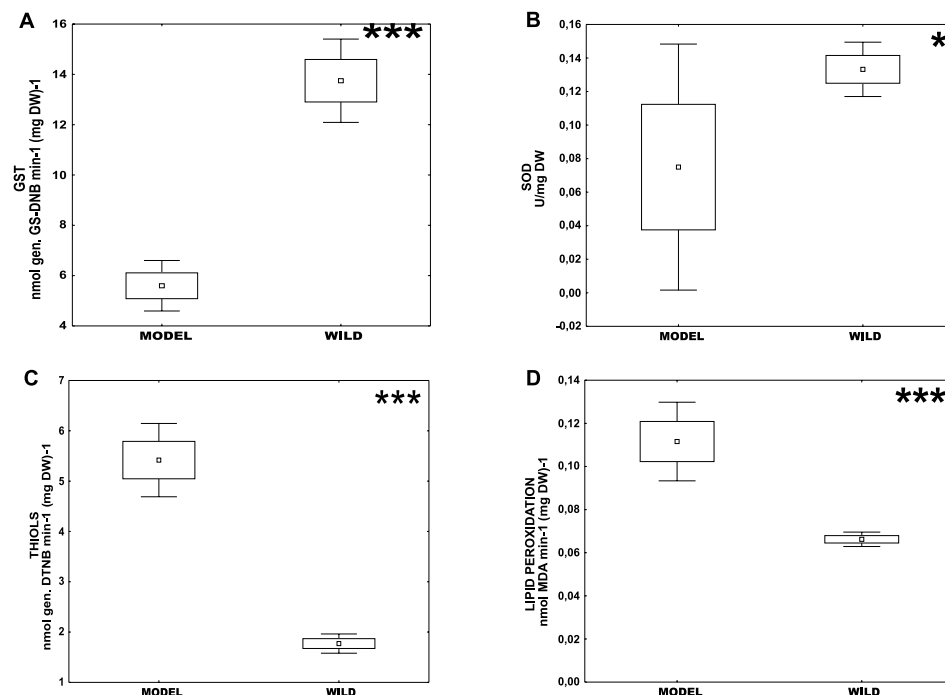 A
GST
nmol gen. GS-DNB min-1 (mg DW)-1
16
14
12
10
8
6
4
***
MODEL
WILD
B
SOD
U/mg DW
0,16
0,14
0,12
0,10
0,08
0,06
0,04
0,02
0,00
-0,02
*
MODEL
WILD
C
THIOLS
nmol gen. DTNB min-1 (mg DW)-1
7
6
5
4
3
2
1
***
MODEL
WILD
D
LIPID PEROXIDATION
nmol MDA min-1 (mg DW)-1
0,14
0,12
0,10
0,08
0,06
0,04
0,02
0,00
***
MODEL
WILD